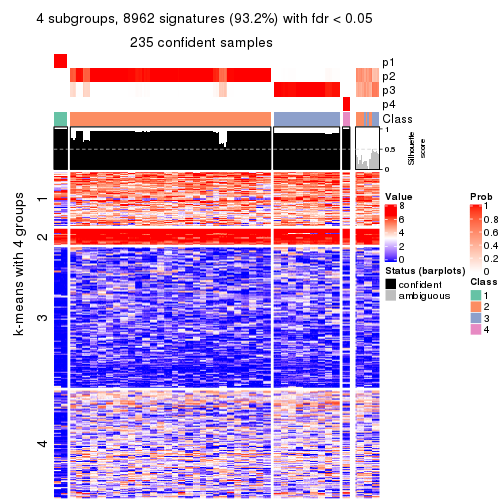 4 subgroups, 8962 signatures (93.2%) with fdr < 0.05
235 confident samples
p1
p2
p3
p4
Class
1
0.5
0
Silhouette
score
k-means with 4 groups
1
2
3
4
Value
8
6
4
2
0
Status (barplots)
confident
ambiguous
Prob
1
0.8
0.6
0.4
0.2
0
Class
1
2
3
4